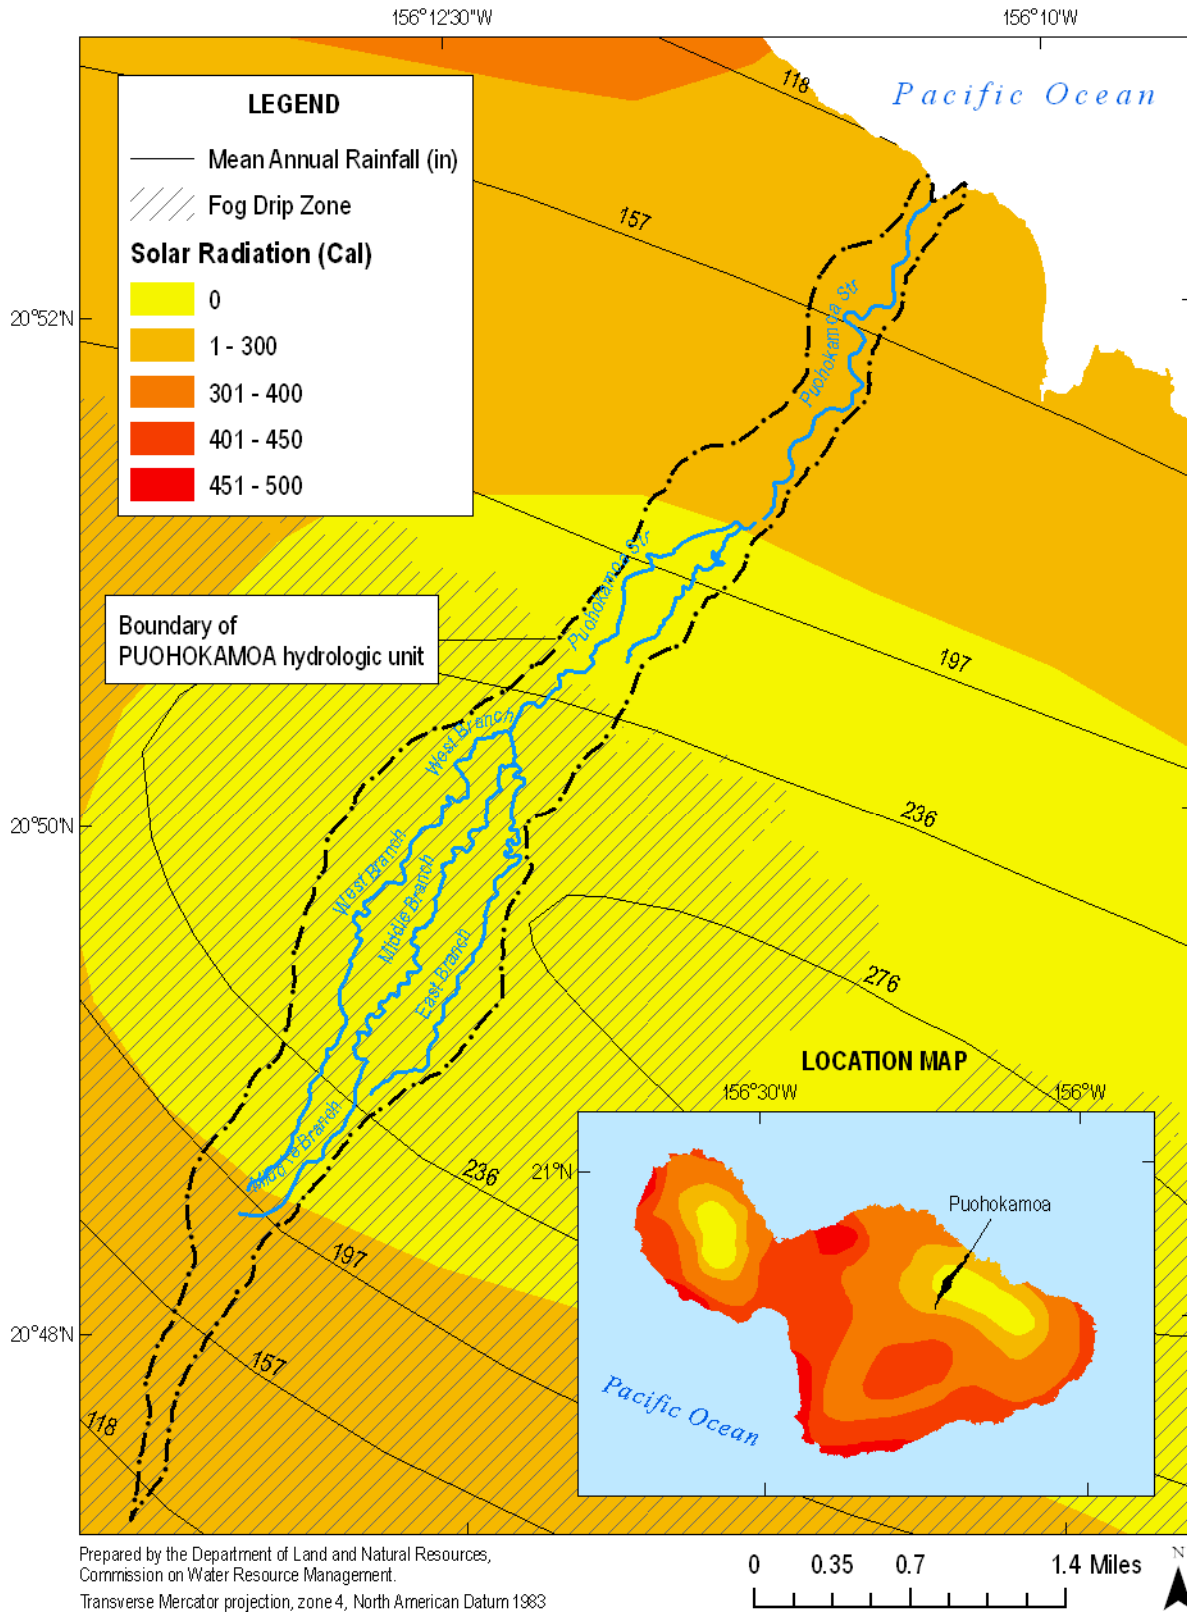 156°12'30"W
156°10'W
118
Pacific Ocean
LEGEND
Mean Annual Rainfall (in)
Fog Drip Zone
Solar Radiation (Cal)
0
1 - 300
301 - 400
401 - 450
451 - 500
157
20°52'N
Puohokamoa Str
Puohokamoa Str
Boundary of
PUOHOKAMOA hydrologic unit
197
West Branch
236
20°50'N
West Branch
Middle Branch
East Branch
276
LOCATION MAP
156°30'W
156°W
Middle Branch
236
21°N
Puohokamoa
197
20°48'N
157
Pacific Ocean
118
Prepared by the Department of Land and Natural Resources,
Commission on Water Resource Management.
Transverse Mercator projection, zone 4, North American Datum 1983
0 0.35 0.7 1.4 Miles
N